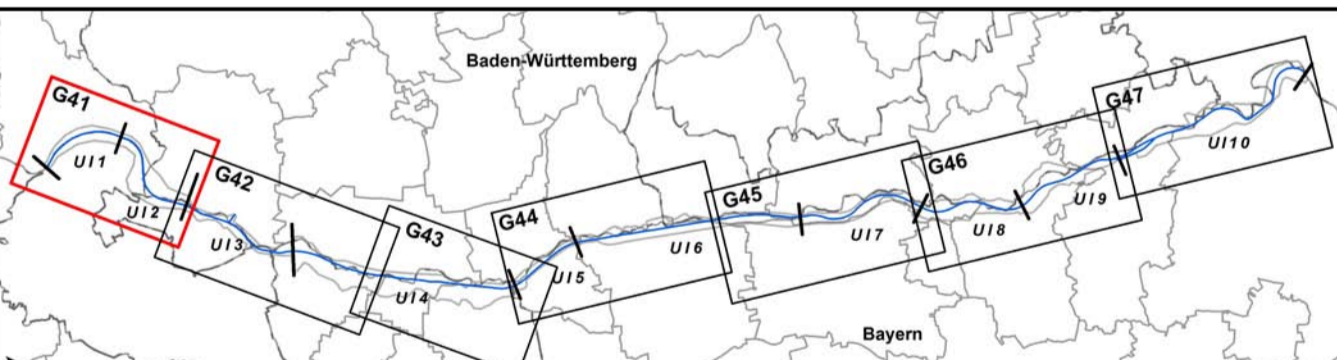 Baden-Württemberg
G41
G42
G43
G44
G45
G46
G47
UI1
UI2
UI3
UI4
UI5
UI6
UI7
UI8
UI9
UI10
Bayern